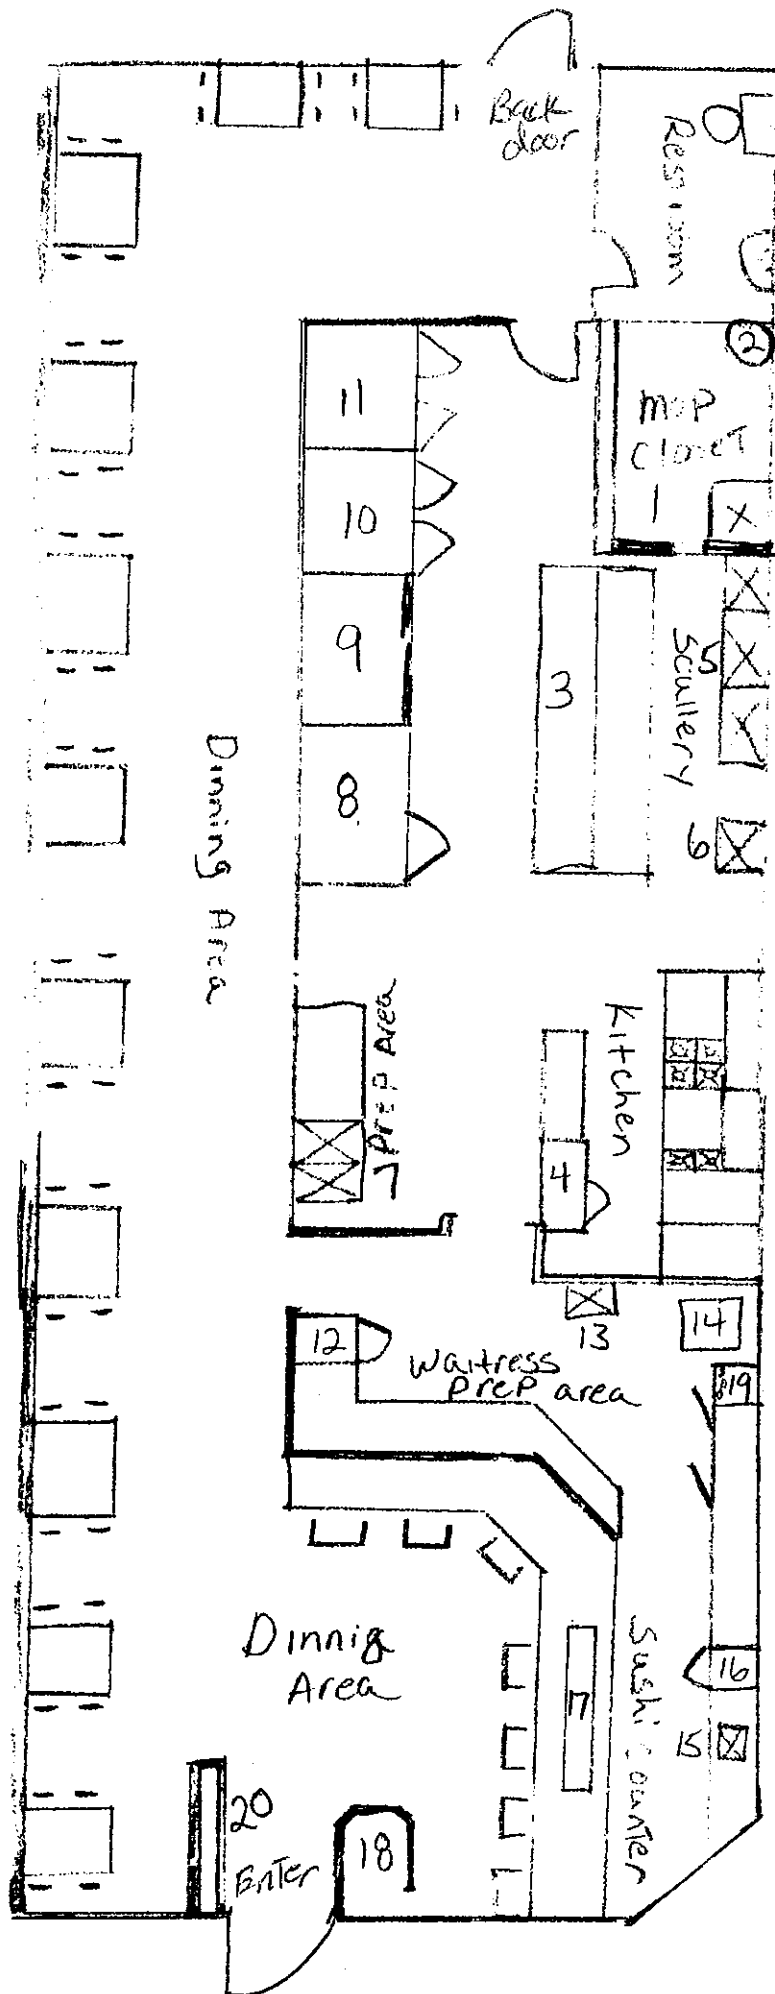 Back
door
Restroom
2
11
mop
closet
10
1
9
3
5
Scullery
8
6
Dinning Area
Prep Area
7
Kitchen
4
12
13
14
Waitress
Prep area
19
Dinnig
Area
Sushi Counter
17
16
15
20
Enter
18